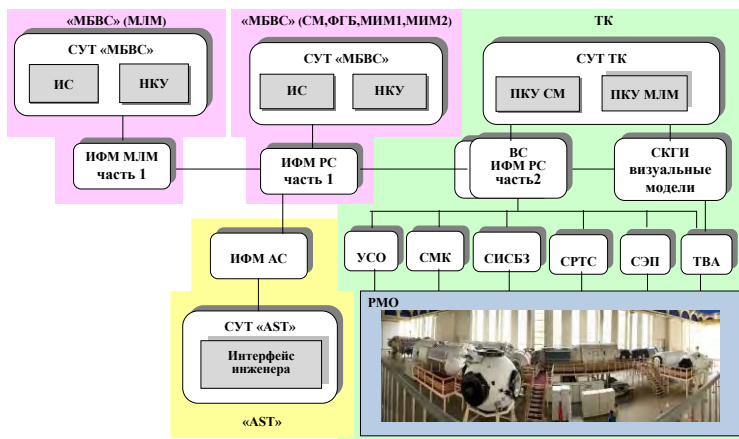 «МБВС» (МЛМ)
«МБВС» (СМ,ФГБ,МИМ1,МИМ2)
ТК
СУТ «МБВС»
ИС
НКУ
СУТ «МБВС»
ИС
НКУ
СУТ ТК
ПКУ СМ
ПКУ МЛМ
ИФМ МЛМ
часть 1
ИФМ РС
часть 1
ВС
ИФМ РС
часть2
СКГИ
визуальные
модели
ИФМ АС
УСО
СМК
СИСБЗ
СРТС
СЭП
ТВА
СУТ «AST»
Интерфейс
инженера
«AST»
РМО